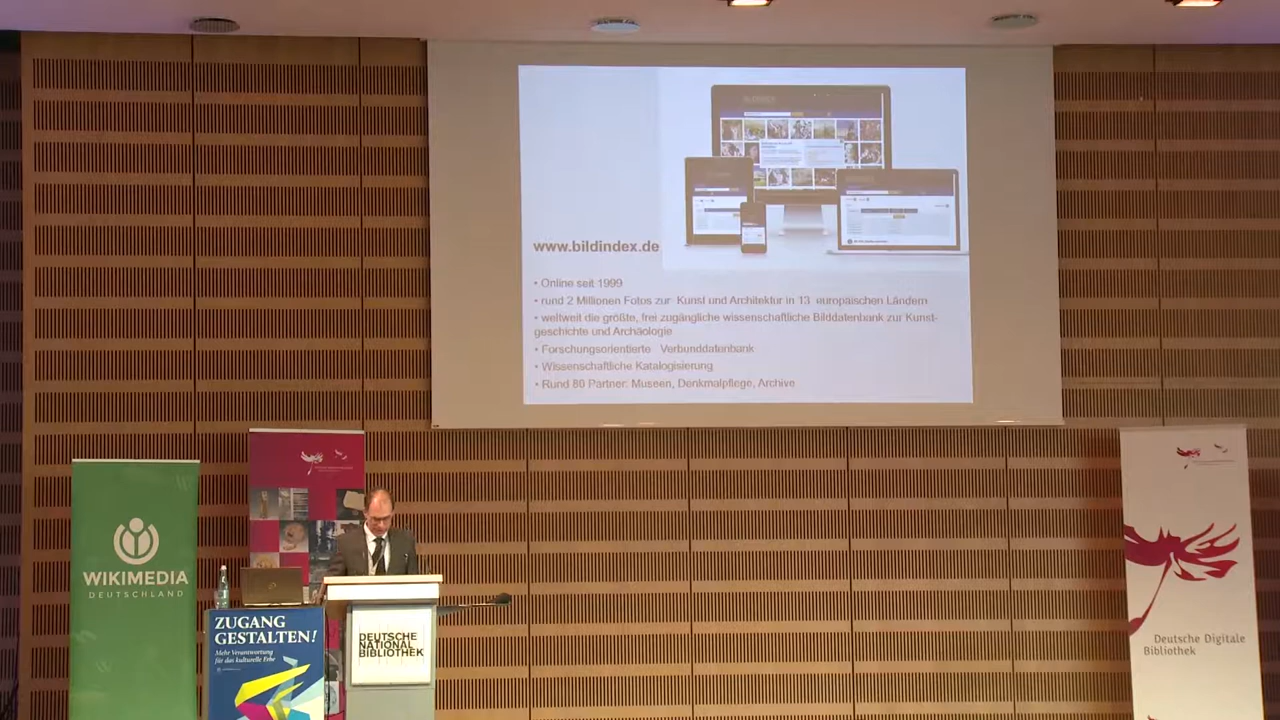 www.bildindex.de
• Online seit 1999
• rund 2 Millionen Fotos zur Kunst und Architektur in 13 europäischen Ländern
• weltweit die größte, frei zugängliche wissenschaftliche Bilddatenbank zur Kunst-
geschichte und Archäologie
• Forschungsorientierte Verbunddatenbank
• Wissenschaftliche Katalogisierung
• Rund 80 Partner: Museen, Denkmalpflege, Archive
WIKIMEDIA
DEUTSCHLAND
ZUGANG
GESTALTEN!
Mehr Verantwortung
für das kulturelle Erbe
DEUTSCHE
NATIONAL
BIBLIOTHEK
Deutsche Digitale
Bibliothek